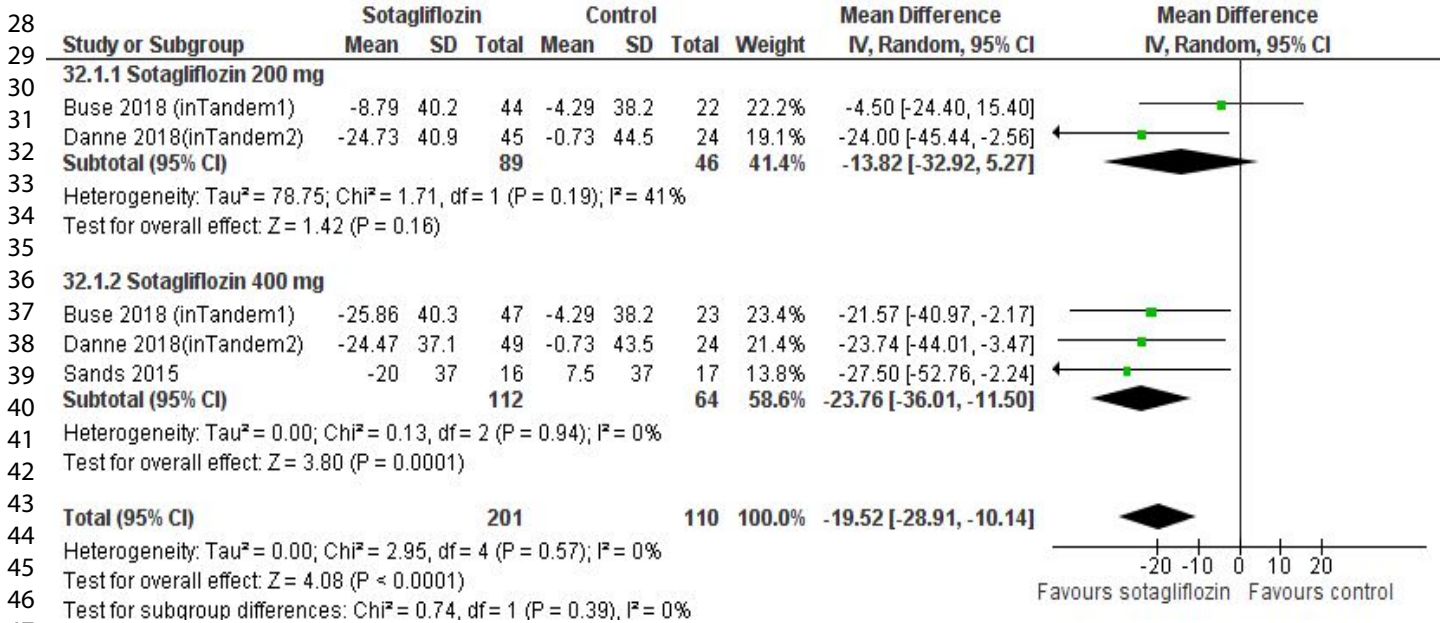 28 Sotagliflozin Control Mean Difference Mean Difference
29 Study or Subgroup Mean SD Total Mean SD Total Weight IV, Random, 95% CI IV, Random, 95% CI
30 32.1.1 Sotagliflozin 200 mg
31 Buse 2018 (inTandem1) -8.79 40.2 44 -4.29 38.2 22 22.2% -4.50 [-24.40, 15.40]
32 Danne 2018(inTandem2) -24.73 40.9 45 -0.73 44.5 24 19.1% -24.00 [-45.44, -2.56]
Subtotal (95% CI) 89 46 41.4% -13.82 [-32.92, 5.27]
33 Heterogeneity: Tau² = 78.75; Chi² = 1.71, df = 1 (P = 0.19); I² = 41%
34 Test for overall effect: Z = 1.42 (P = 0.16)
35
36 32.1.2 Sotagliflozin 400 mg
37 Buse 2018 (inTandem1) -25.86 40.3 47 -4.29 38.2 23 23.4% -21.57 [-40.97, -2.17]
38 Danne 2018(inTandem2) -24.47 37.1 49 -0.73 43.5 24 21.4% -23.74 [-44.01, -3.47]
39 Sands 2015 -20 37 16 7.5 37 17 13.8% -27.50 [-52.76, -2.24]
40 Subtotal (95% CI) 112 64 58.6% -23.76 [-36.01, -11.50]
41 Heterogeneity: Tau² = 0.00; Chi² = 0.13, df = 2 (P = 0.94); I² = 0%
42 Test for overall effect: Z = 3.80 (P = 0.0001)
43 Total (95% CI) 201 110 100.0% -19.52 [-28.91, -10.14]
44 Heterogeneity: Tau² = 0.00; Chi² = 2.95, df = 4 (P = 0.57); I² = 0%
-20 -10 0 10 20
45 Test for overall effect: Z = 4.08 (P < 0.0001)
Favours sotagliflozin Favours control
46 Test for subgroup differences: Chi² = 0.74, df = 1 (P = 0.39), I² = 0%